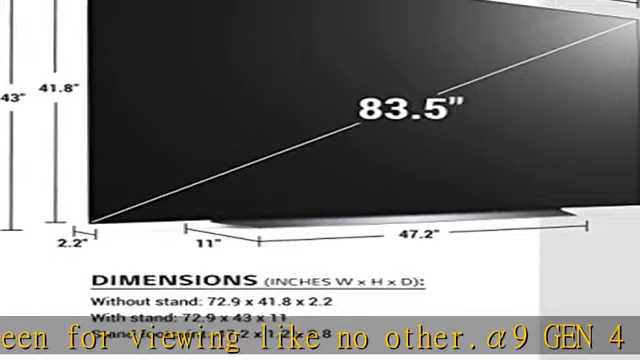 41.8"
43"
83.5"
2.2"
11"
47.2"
DIMENSIONS (INCHES W x H x D):
Without stand: 72.9 x 41.8 x 2.2
With stand: 72.9 x 43 x 11
een for viewing like no other.α9 GEN 4